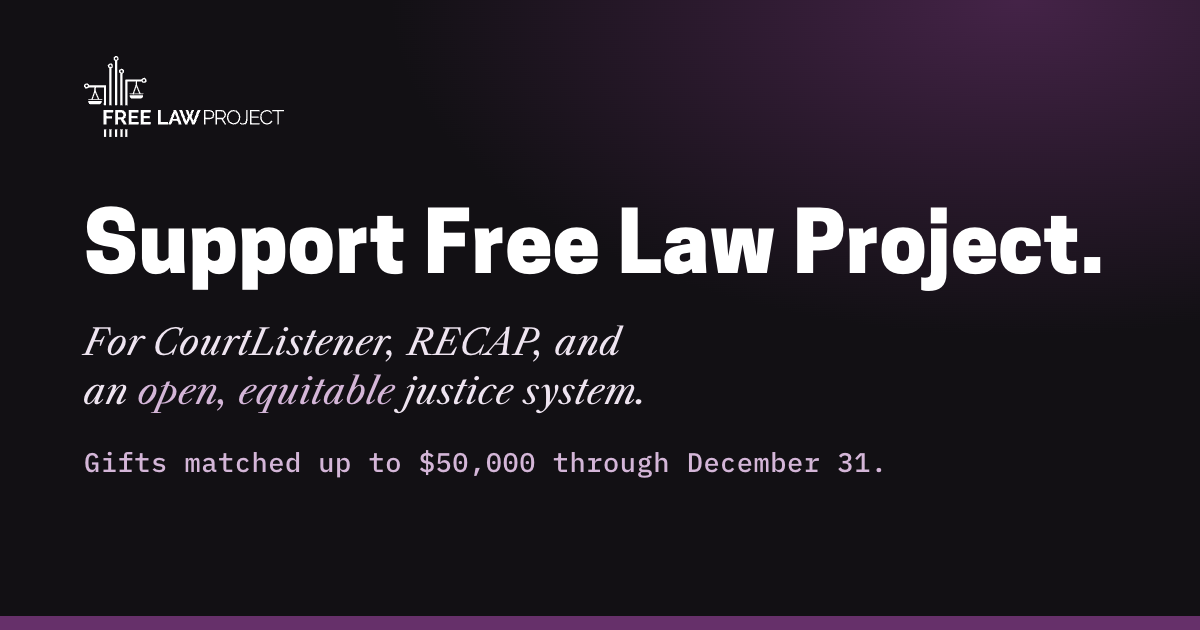 FREE LAW PROJECT
Support Free Law Project.
For CourtListener, RECAP, and
an open, equitable justice system.
Gifts matched up to $50,000 through December 31.